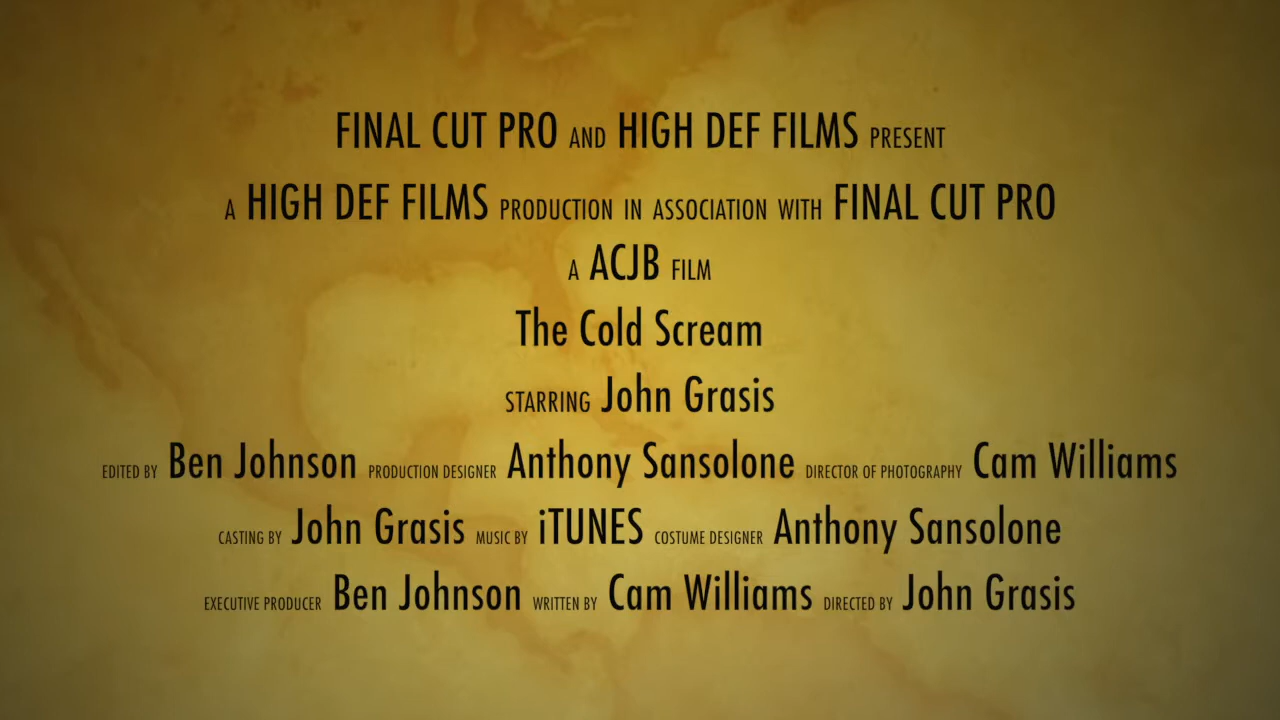 FINAL CUT PRO AND HIGH DEF FILMS PRESENT
A HIGH DEF FILMS PRODUCTION IN ASSOCIATION WITH FINAL CUT PRO
A ACJB FILM
The Cold Scream
STARRING John Grasis
EDITED BY Ben Johnson PRODUCTION DESIGNER Anthony Sansolone DIRECTOR OF PHOTOGRAPHY Cam Williams
CASTING BY John Grasis MUSIC BY iTUNES COSTUME DESIGNER Anthony Sansolone
EXECUTIVE PRODUCER Ben Johnson WRITTEN BY Cam Williams DIRECTED BY John Grasis